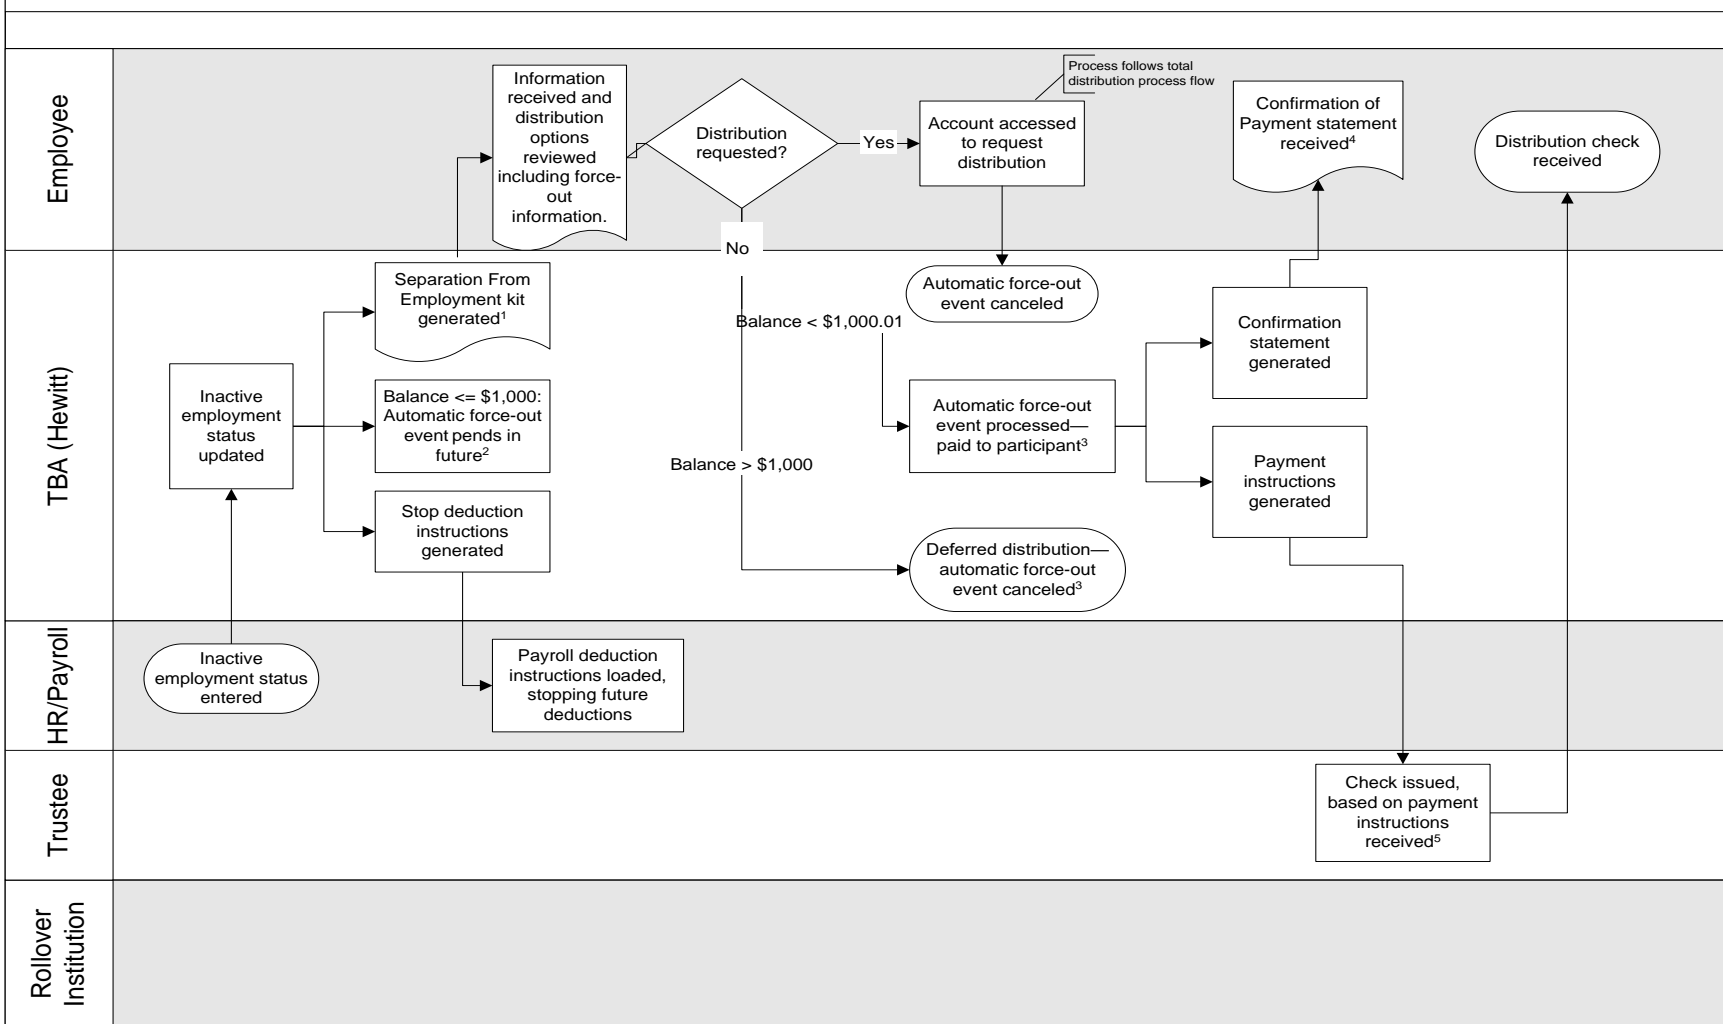 Employee
Information
received and
distribution
options
reviewed
including force-
out
information.
Distribution
requested?
Yes
No
Process follows total
distribution process flow
Account accessed
to request
distribution
Confirmation of
Payment statement
received⁴
Distribution check
received
TBA (Hewitt)
Separation From
Employment kit
generated¹
Inactive
employment
status
updated
Balance <= $1,000:
Automatic force-out
event pends in
future²
Stop deduction
instructions
generated
Automatic force-out
event canceled
Balance < $1,000.01
Balance > $1,000
Automatic force-out
event processed—
paid to participant³
Deferred distribution—
automatic force-out
event canceled³
Confirmation
statement
generated
Payment
instructions
generated
HR/Payroll
Inactive
employment status
entered
Payroll deduction
instructions loaded,
stopping future
deductions
Trustee
Check issued,
based on payment
instructions
received⁵
Rollover
Institution